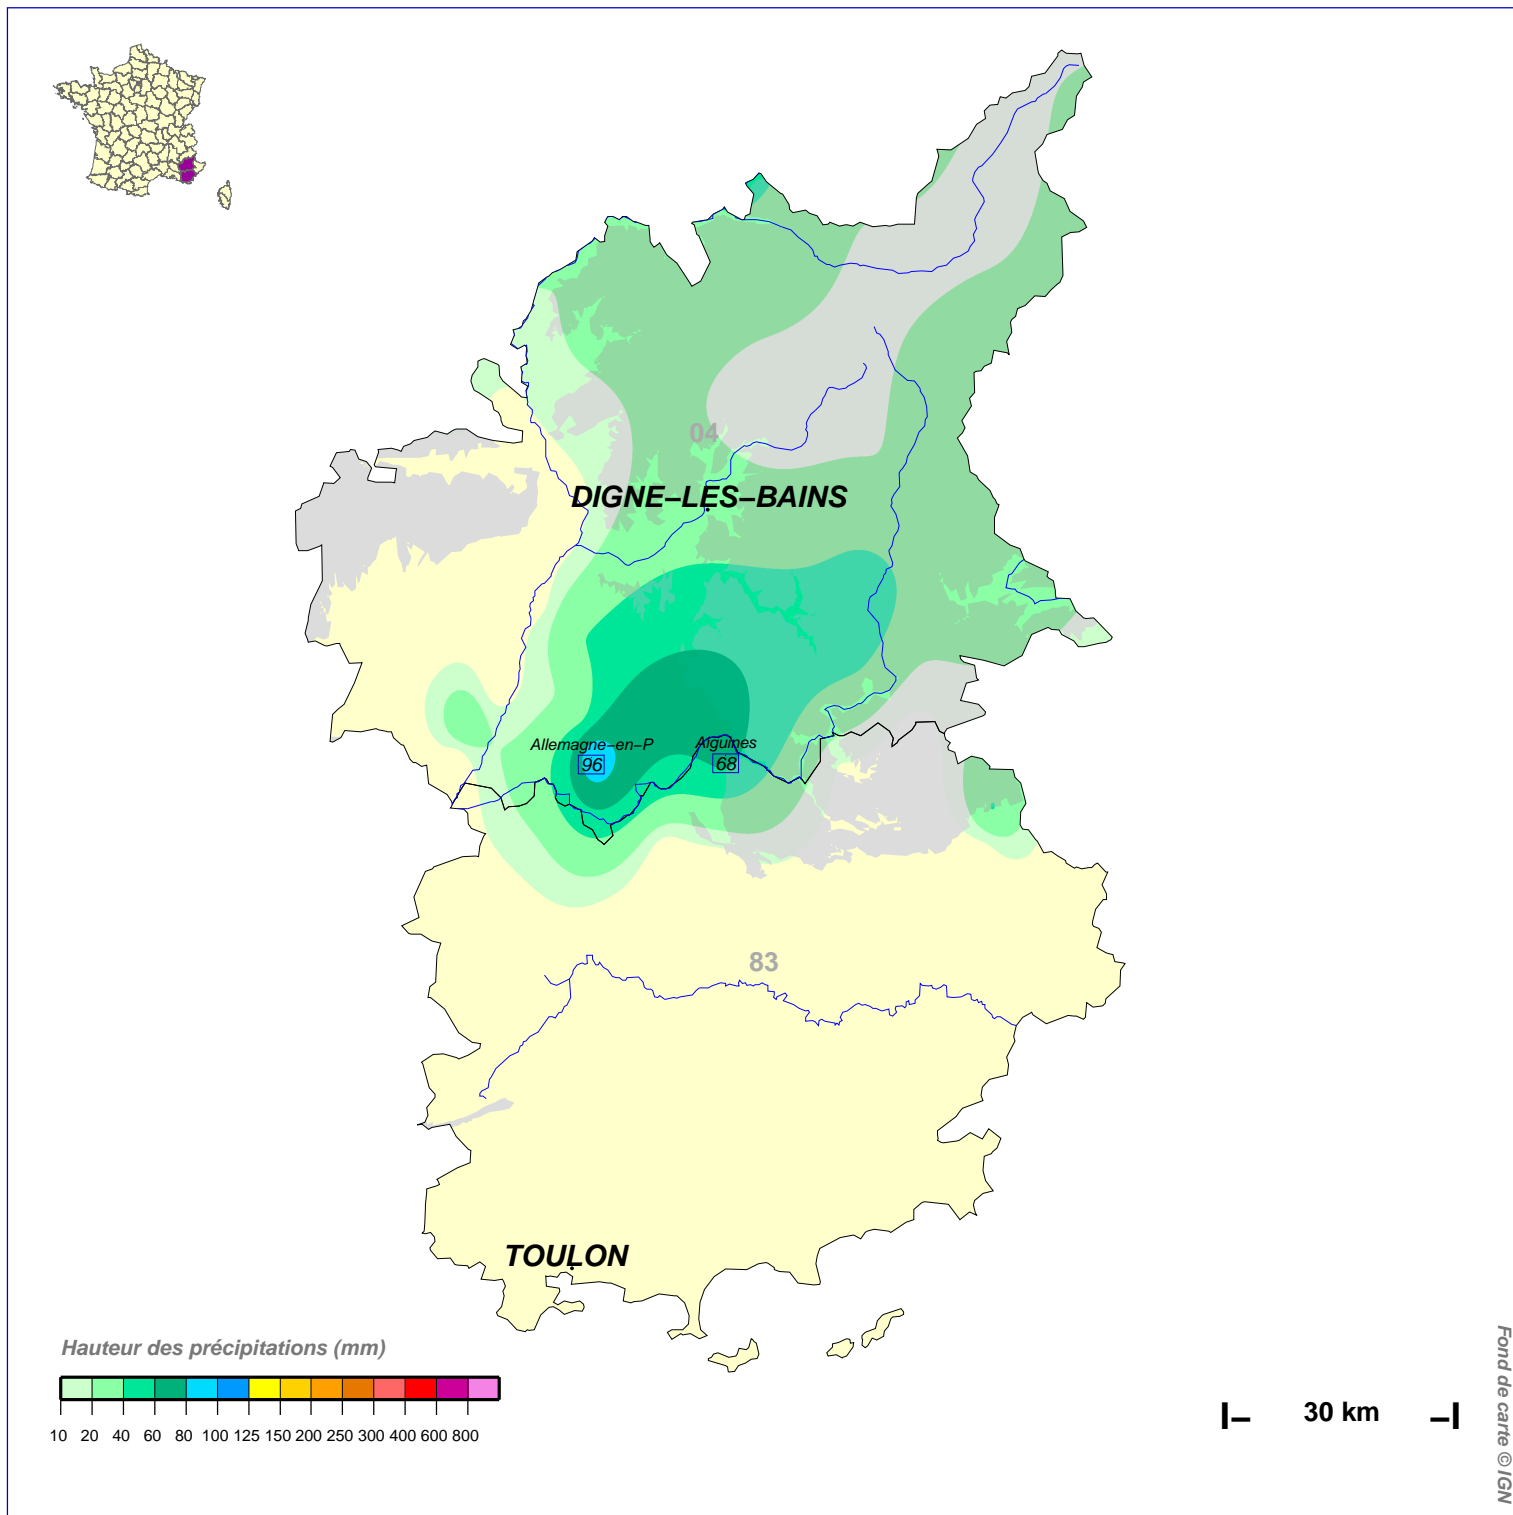 04
DIGNE–LES–BAINS
Allemagne–en–P
Aiguines
96
68
83
TOULON
Hauteur des précipitations (mm)
10 20 40 60 80 100 125 150 200 250 300 400 600 800
30 km
Fond de carte © IGN